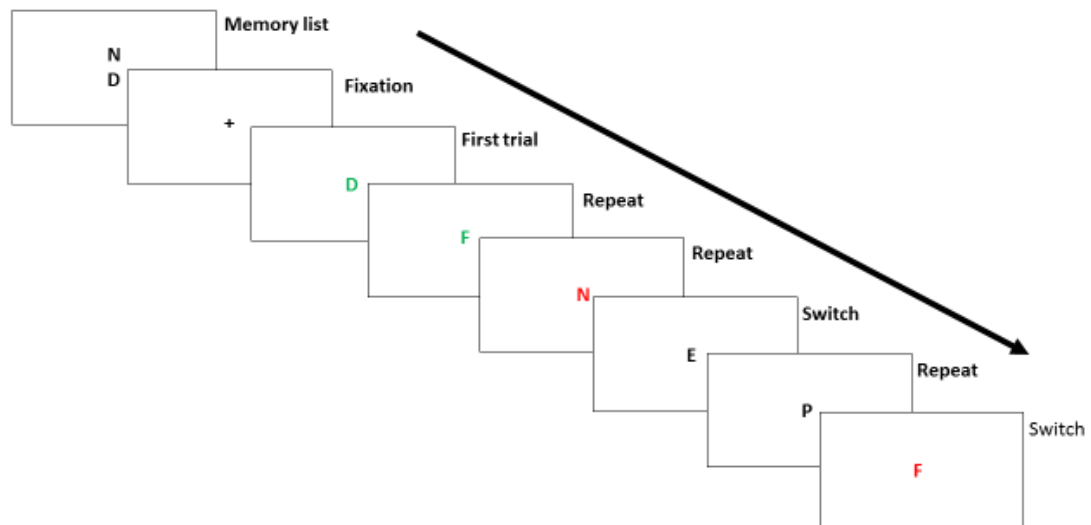 Memory list
N
D
Fixation
+
First trial
D
Repeat
F
Repeat
N
Switch
E
Repeat
P
Switch
F